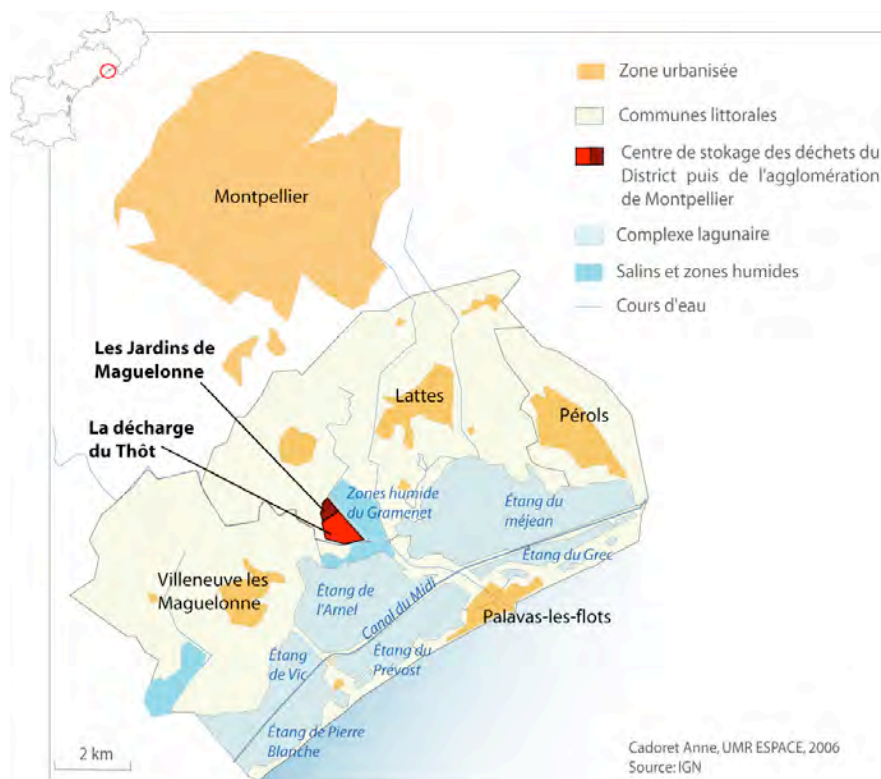 Zone urbanisée
Communes littorales
Centre de stokage des déchets du
District puis de l'agglomération
de Montpellier
Complexe lagunaire
Salins et zones humides
Cours d'eau
Montpellier
Les Jardins de
Maguelonne
La décharge
du Thôt
Lattes
Pérols
Zones humide
du Gramenet
Étang du
méjean
Étang du Grec
Villeneuve les
Maguelonne
Étang de
l'Arnel
Canal du Midi
Palavas-les-flots
Étang
de Vic
Étang du
Prévost
Étang de Pierre
Blanche
2 km
Cadoret Anne, UMR ESPACE, 2006
Source: IGN